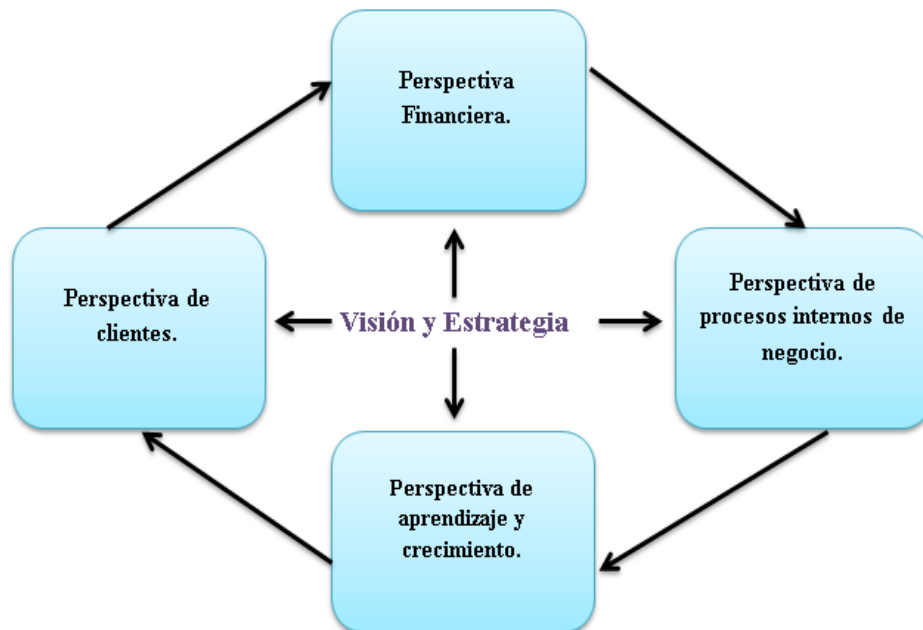 Perspectiva
Financiera.
Perspectiva de
clientes.
Visión y Estrategia
Perspectiva de
procesos internos de
negocio.
Perspectiva de
aprendizaje y
crecimiento.